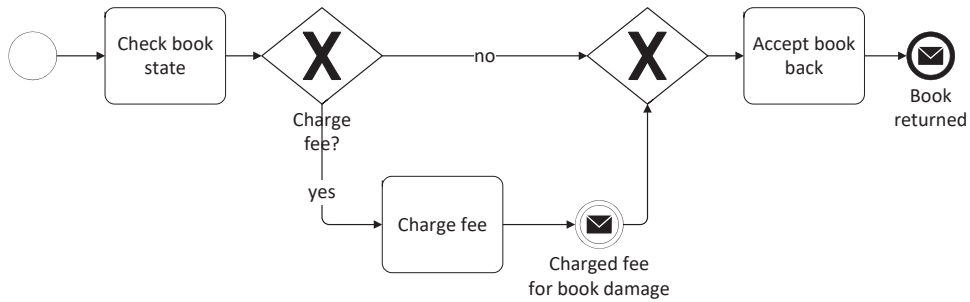 Check book
state
Charge
fee?
no
yes
Charge fee
Charged fee
for book damage
Accept book
back
Book
returned